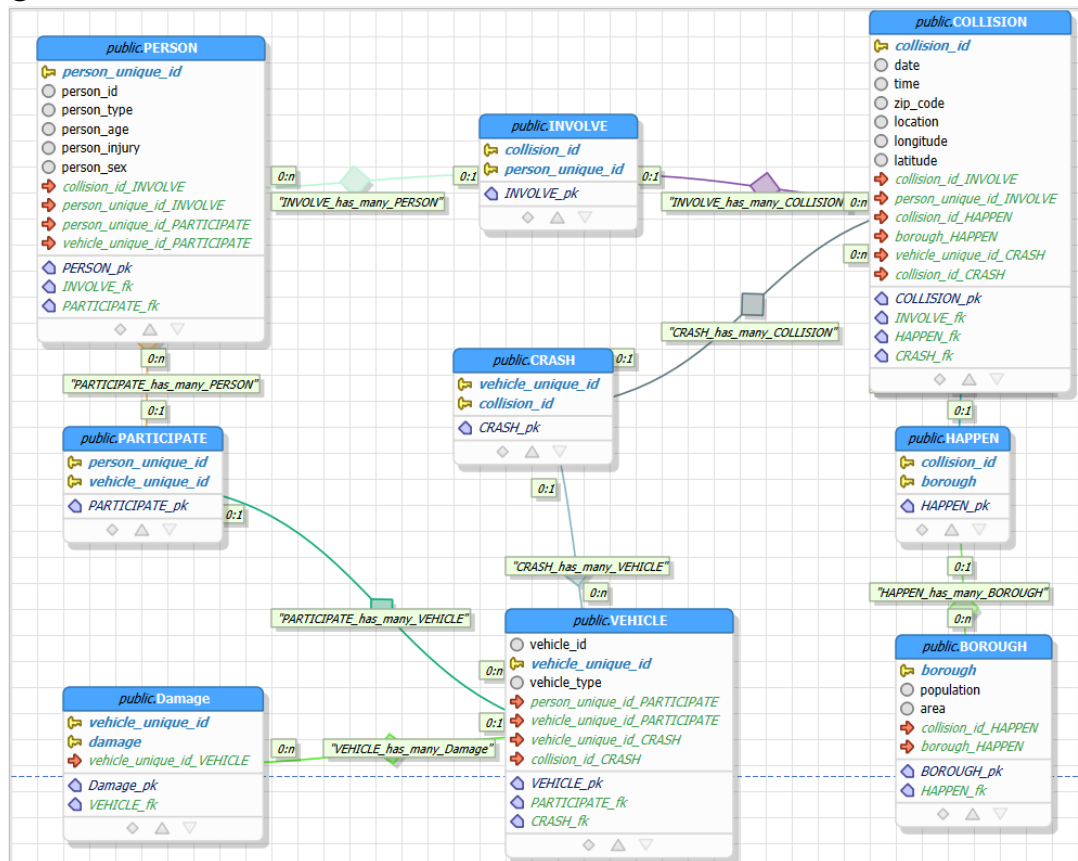 public.PERSON
person_unique_id
person_id
person_type
person_age
person_injury
person_sex
collision_id_INVOLVE
person_unique_id_INVOLVE
person_unique_id_PARTICIPATE
vehicle_unique_id_PARTICIPATE
PERSON_pk
INVOLVE_fk
PARTICIPATE_fk
0:n
"INVOLVE_has_many_PERSON"
0:1
public.INVOLVE
collision_id
person_unique_id
INVOLVE_pk
0:1
"INVOLVE_has_many_COLLISION
0:n
public.COLLISION
collision_id
date
time
zip_code
location
longitude
latitude
collision_id_INVOLVE
person_unique_id_INVOLVE
collision_id_HAPPEN
borough_HAPPEN
vehicle_unique_id_CRASH
collision_id_CRASH
COLLISION_pk
INVOLVE_fk
HAPPEN_fk
CRASH_fk
0:n
"CRASH_has_many_COLLISION"
0:1
public.CRASH
vehicle_unique_id
collision_id
CRASH_pk
0:n
"PARTICIPATE_has_many_PERSON"
0:1
public.PARTICIPATE
person_unique_id
vehicle_unique_id
PARTICIPATE_pk
0:1
"PARTICIPATE_has_many_VEHICLE"
0:n
0:1
"CRASH_has_many_VEHICLE"
0:n
0:1
public.HAPPEN
collision_id
borough
HAPPEN_pk
0:1
"HAPPEN_has_many_BOROUGH"
0:n
public.VEHICLE
vehicle_id
vehicle_unique_id
vehicle_type
person_unique_id_PARTICIPATE
vehicle_unique_id_PARTICIPATE
vehicle_unique_id_CRASH
collision_id_CRASH
VEHICLE_pk
PARTICIPATE_fk
CRASH_fk
public.BOROUGH
borough
population
area
collision_id_HAPPEN
borough_HAPPEN
BOROUGH_pk
HAPPEN_fk
public.Damage
vehicle_unique_id
damage
vehicle_unique_id_VEHICLE
Damage_pk
VEHICLE_fk
0:n
"VEHICLE_has_many_Damage"
0:1